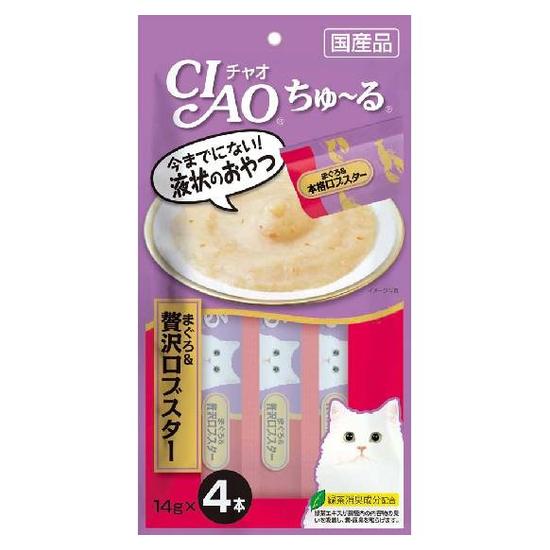 国産品
CIAO チャオ ちゅ〜る®
今までにない!
液状のおやつ
まぐろ&
本格ロブスター
まぐろ&
贅沢ロブスター
まぐろ&
贅沢ロブスター
まぐろ&
贅沢ロブスター
14g×4本
緑茶消臭成分配合